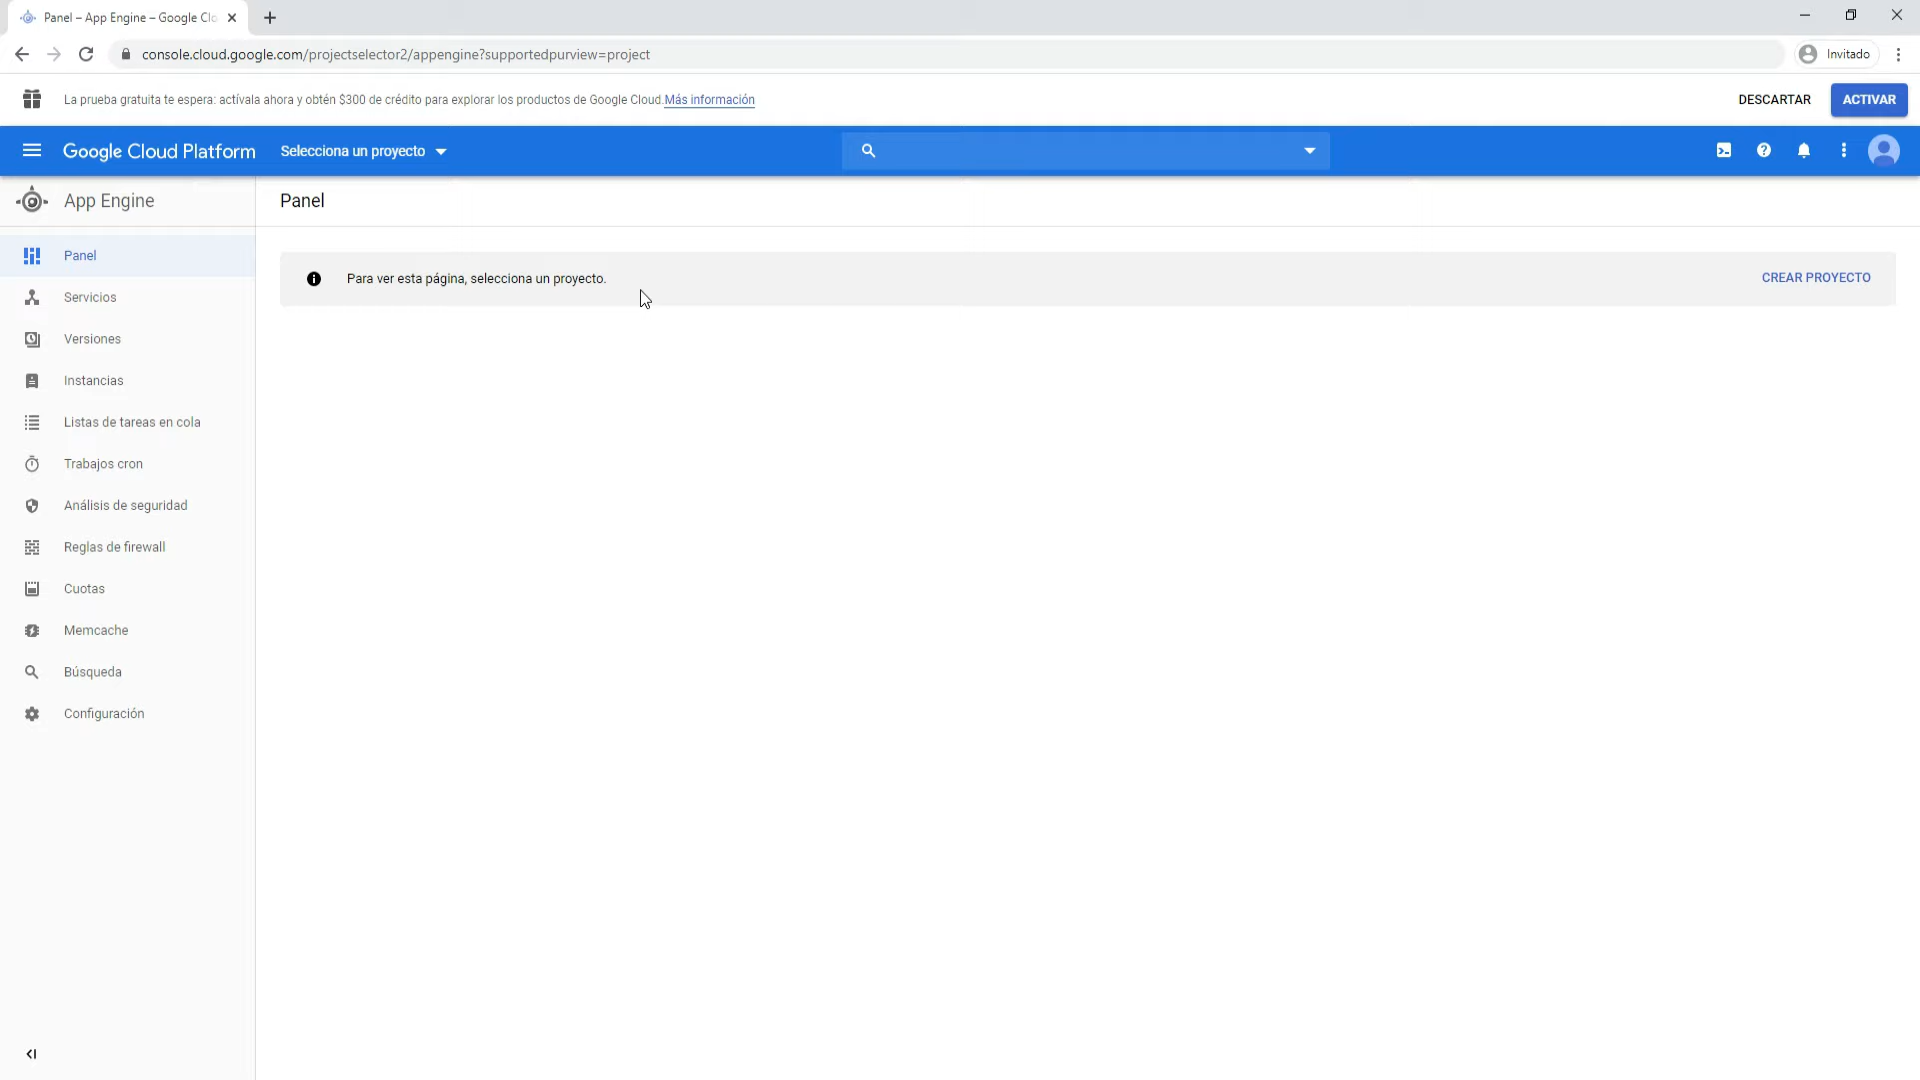 Panel – App Engine – Google Clo
console.cloud.google.com/projectselector2/appengine?supportedpurview=project
Invitado
La prueba gratuita te espera: actívala ahora y obtén $300 de crédito para explorar los productos de Google Cloud. Más información
DESCARTAR
ACTIVAR
Google Cloud Platform
Selecciona un proyecto
App Engine
Panel
Panel
Para ver esta página, selecciona un proyecto.
CREAR PROYECTO
Servicios
Versiones
Instancias
Listas de tareas en cola
Trabajos cron
Análisis de seguridad
Reglas de firewall
Cuotas
Memcache
Búsqueda
Configuración